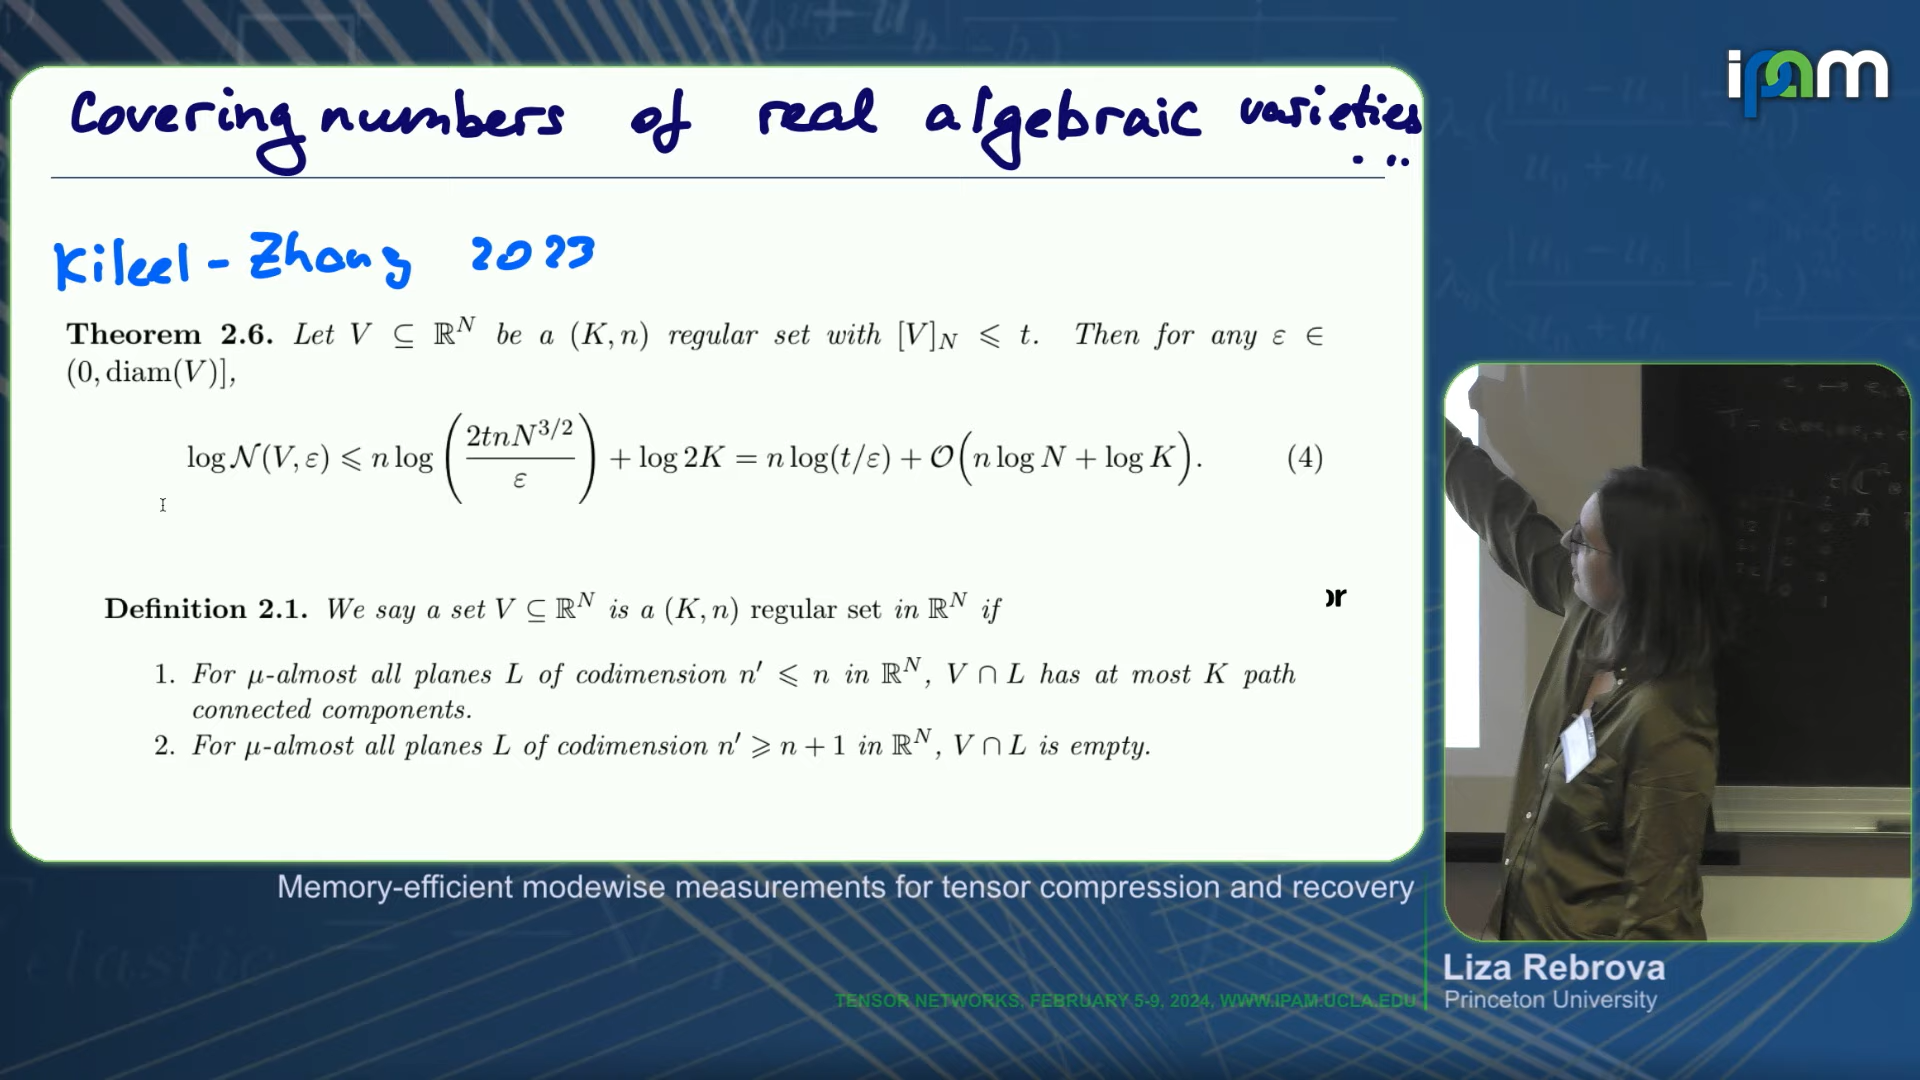 ipam
Covering numbers of real algebraic varieties
...
Kileel - Zhang 2023
Theorem 2.6. Let V ⊆ ℝ^N be a (K, n) regular set with [V]_N ⩽ t. Then for any ε ∈
(0, diam(V)],
log 𝒩(V, ε) ⩽ n log (2tnN^{3/2} / ε) + log 2K = n log(t/ε) + 𝒪(n log N + log K). (4)
or
Definition 2.1. We say a set V ⊆ ℝ^N is a (K, n) regular set in ℝ^N if
1. For μ-almost all planes L of codimension n′ ⩽ n in ℝ^N, V ∩ L has at most K path
connected components.
2. For μ-almost all planes L of codimension n′ ⩾ n + 1 in ℝ^N, V ∩ L is empty.
Memory-efficient modewise measurements for tensor compression and recovery
Liza Rebrova
Princeton University
TENSOR NETWORKS, FEBRUARY 5-9, 2024, WWW.IPAM.UCLA.EDU
elastic